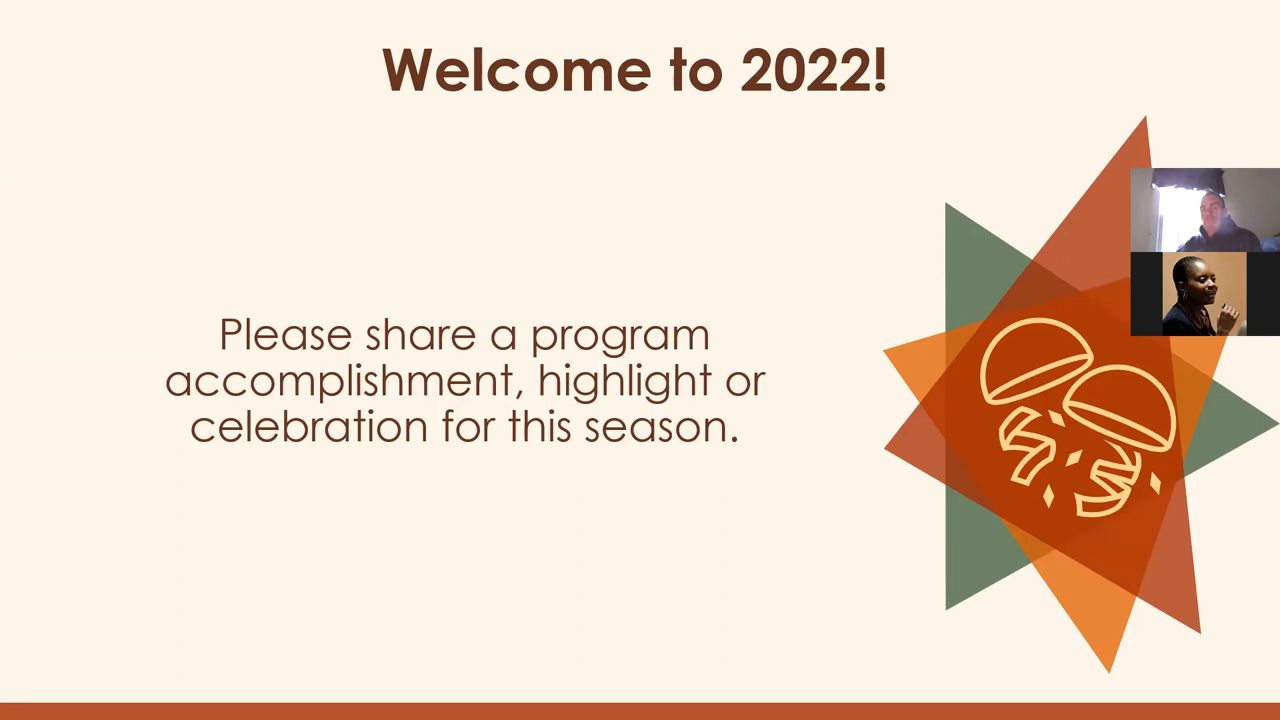 Welcome to 2022!
Please share a program
accomplishment, highlight or
celebration for this season.